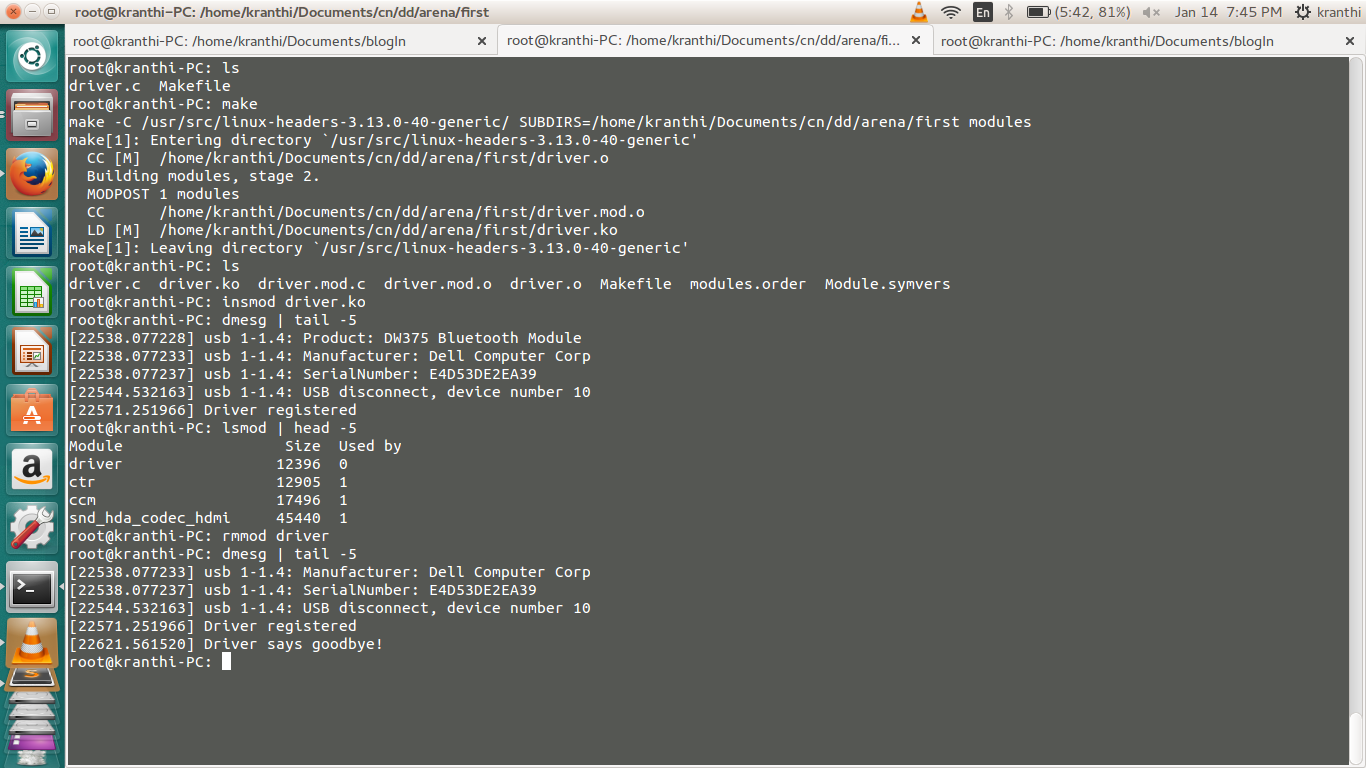 root@kranthi-PC: /home/kranthi/Documents/cn/dd/arena/first
En
(5:42, 81%)
Jan 14 7:45 PM
kranthi
root@kranthi-PC: /home/kranthi/Documents/blogIn
root@kranthi-PC: /home/kranthi/Documents/cn/dd/arena/fi...
root@kranthi-PC: /home/kranthi/Documents/blogIn
root@kranthi-PC: ls
driver.c  Makefile
root@kranthi-PC: make
make -C /usr/src/linux-headers-3.13.0-40-generic/ SUBDIRS=/home/kranthi/Documents/cn/dd/arena/first modules
make[1]: Entering directory `/usr/src/linux-headers-3.13.0-40-generic'
  CC [M]  /home/kranthi/Documents/cn/dd/arena/first/driver.o
  Building modules, stage 2.
  MODPOST 1 modules
  CC      /home/kranthi/Documents/cn/dd/arena/first/driver.mod.o
  LD [M]  /home/kranthi/Documents/cn/dd/arena/first/driver.ko
make[1]: Leaving directory `/usr/src/linux-headers-3.13.0-40-generic'
root@kranthi-PC: ls
driver.c  driver.ko  driver.mod.c  driver.mod.o  driver.o  Makefile  modules.order  Module.symvers
root@kranthi-PC: insmod driver.ko
root@kranthi-PC: dmesg | tail -5
[22538.077228] usb 1-1.4: Product: DW375 Bluetooth Module
[22538.077233] usb 1-1.4: Manufacturer: Dell Computer Corp
[22538.077237] usb 1-1.4: SerialNumber: E4D53DE2EA39
[22544.532163] usb 1-1.4: USB disconnect, device number 10
[22571.251966] Driver registered
root@kranthi-PC: lsmod | head -5
Module                  Size  Used by
driver                 12396  0
ctr                    12905  1
ccm                    17496  1
snd_hda_codec_hdmi     45440  1
root@kranthi-PC: rmmod driver
root@kranthi-PC: dmesg | tail -5
[22538.077233] usb 1-1.4: Manufacturer: Dell Computer Corp
[22538.077237] usb 1-1.4: SerialNumber: E4D53DE2EA39
[22544.532163] usb 1-1.4: USB disconnect, device number 10
[22571.251966] Driver registered
[22621.561520] Driver says goodbye!
root@kranthi-PC: